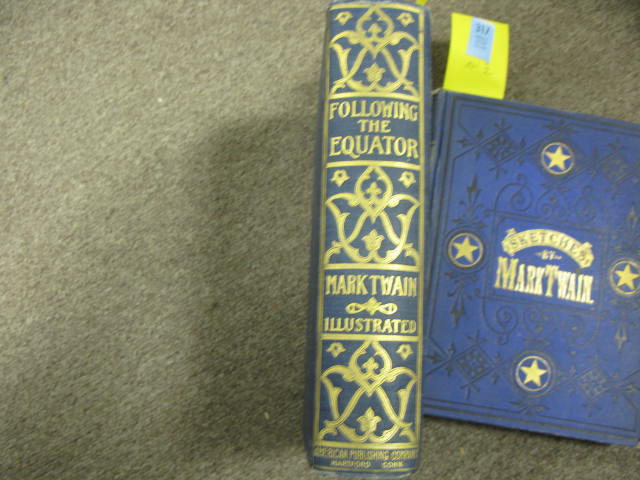 FOLLOWING
THE
EQUATOR
MARK TWAIN
ILLUSTRATED
AMERICAN PUBLISHING COMPANY
HARTFORD CONN
317
SKETCHES
BY
MARK TWAIN.